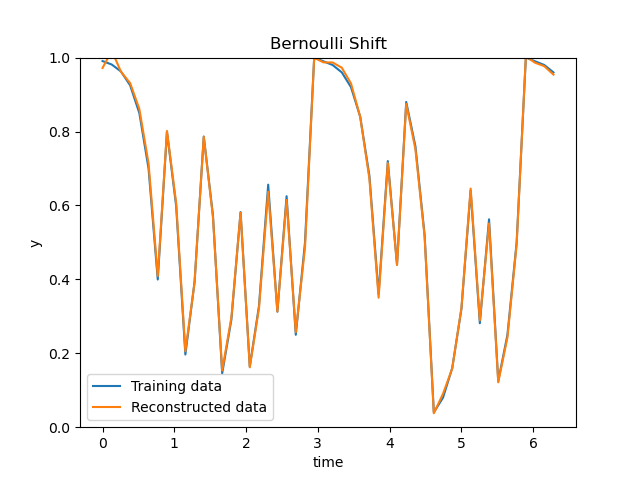 Bernoulli Shift
1.0
0.8
0.6
0.4
0.2
0.0
y
Training data
Reconstructed data
0 1 2 3 4 5 6
time